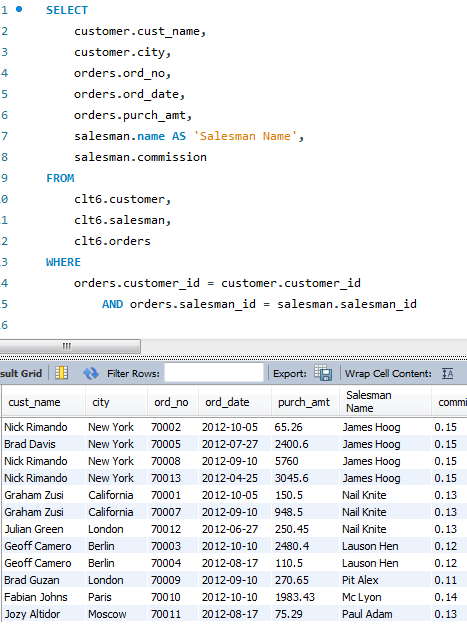 1 SELECT
2 customer.cust_name,
3 customer.city,
4 orders.ord_no,
5 orders.ord_date,
6 orders.purch_amt,
7 salesman.name AS 'Salesman Name',
8 salesman.commission
9 FROM
.0 clt6.customer,
.1 clt6.salesman,
.2 clt6.orders
.3 WHERE
.4 orders.customer_id = customer.customer_id
.5 AND orders.salesman_id = salesman.salesman_id
.6
sult Grid Filter Rows: Export: Wrap Cell Content:
cust_name city ord_no ord_date purch_amt Salesman Name commi
Nick Rimando New York 70002 2012-10-05 65.26 James Hoog 0.15
Brad Davis New York 70005 2012-07-27 2400.6 James Hoog 0.15
Nick Rimando New York 70008 2012-09-10 5760 James Hoog 0.15
Nick Rimando New York 70013 2012-04-25 3045.6 James Hoog 0.15
Graham Zusi California 70001 2012-10-05 150.5 Nail Knite 0.13
Graham Zusi California 70007 2012-09-10 948.5 Nail Knite 0.13
Julian Green London 70012 2012-06-27 250.45 Nail Knite 0.13
Geoff Camero Berlin 70003 2012-10-10 2480.4 Lauson Hen 0.12
Geoff Camero Berlin 70004 2012-08-17 110.5 Lauson Hen 0.12
Brad Guzan London 70009 2012-09-10 270.65 Pit Alex 0.11
Fabian Johns Paris 70010 2012-10-10 1983.43 Mc Lyon 0.14
Jozy Altidor Moscow 70011 2012-08-17 75.29 Paul Adam 0.13